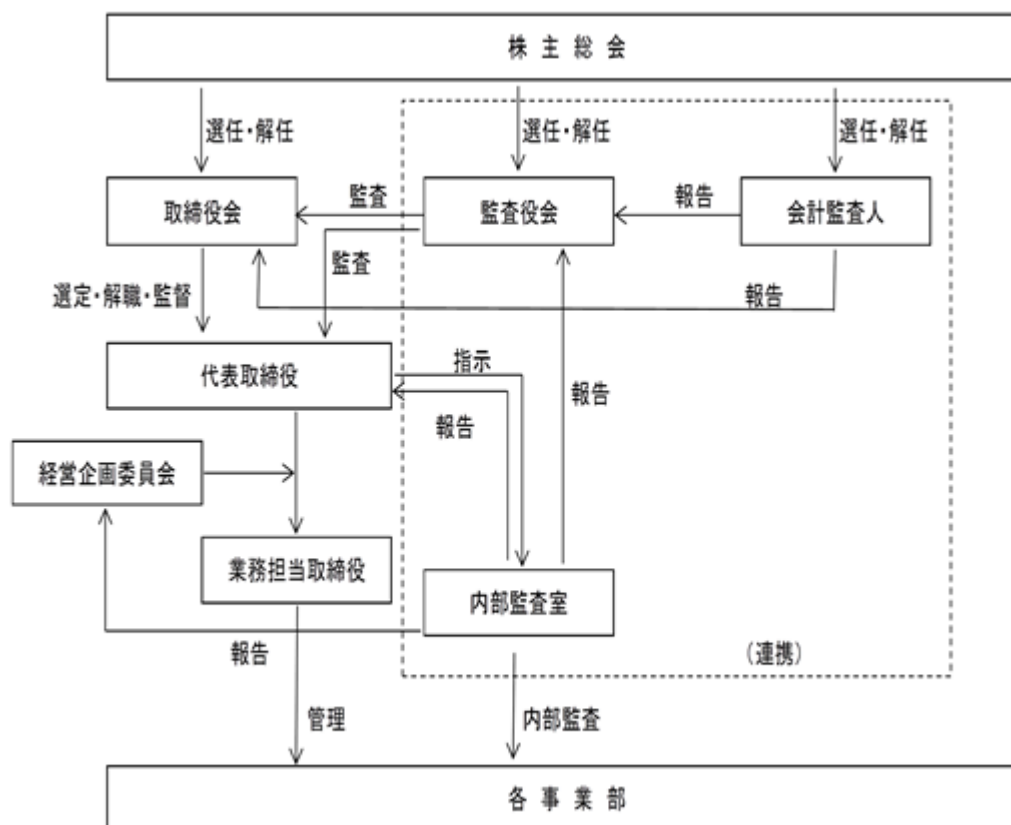 株主総会
選任・解任
選任・解任
選任・解任
取締役会
監査
監査役会
報告
会計監査人
監査
選定・解職・監督
報告
代表取締役
指示
報告
報告
経営企画委員会
業務担当取締役
内部監査室
報告
(連携)
管理
内部監査
各事業部